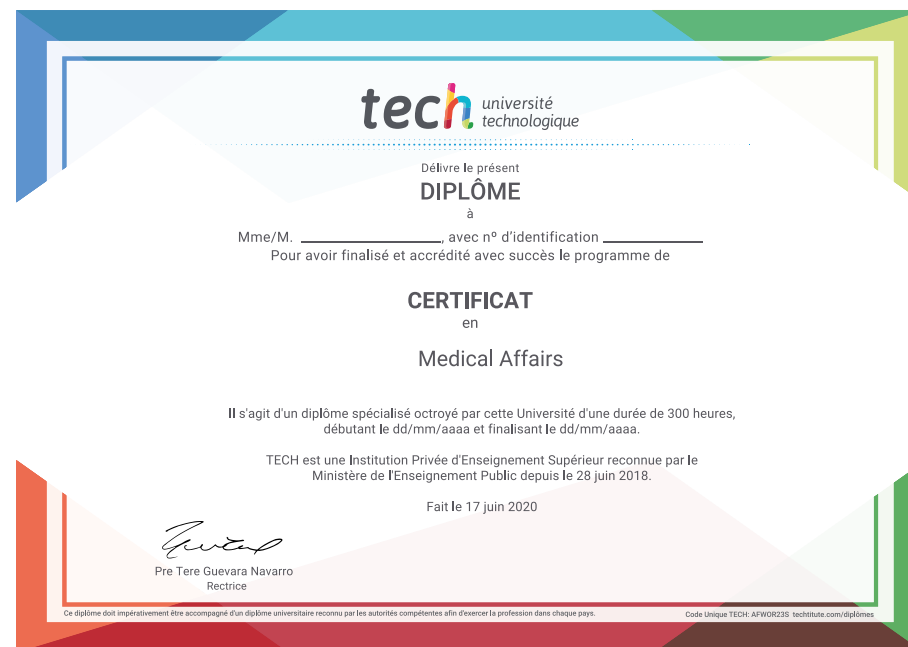 tech université
technologique
Délivre le présent
DIPLÔME
à
Mme/M. ____________________, avec nº d'identification ______________
Pour avoir finalisé et accrédité avec succès le programme de
CERTIFICAT
en
Medical Affairs
Il s'agit d'un diplôme spécialisé octroyé par cette Université d'une durée de 300 heures,
débutant le dd/mm/aaaa et finalisant le dd/mm/aaaa.
TECH est une Institution Privée d'Enseignement Supérieur reconnue par le
Ministère de l'Enseignement Public depuis le 28 juin 2018.
Fait le 17 juin 2020
Pre Tere Guevara Navarro
Rectrice
Ce diplôme doit impérativement être accompagné d'un diplôme universitaire reconnu par les autorités compétentes afin d'exercer la profession dans chaque pays.
Code Unique TECH: AFWOR23S techtitute.com/diplômes